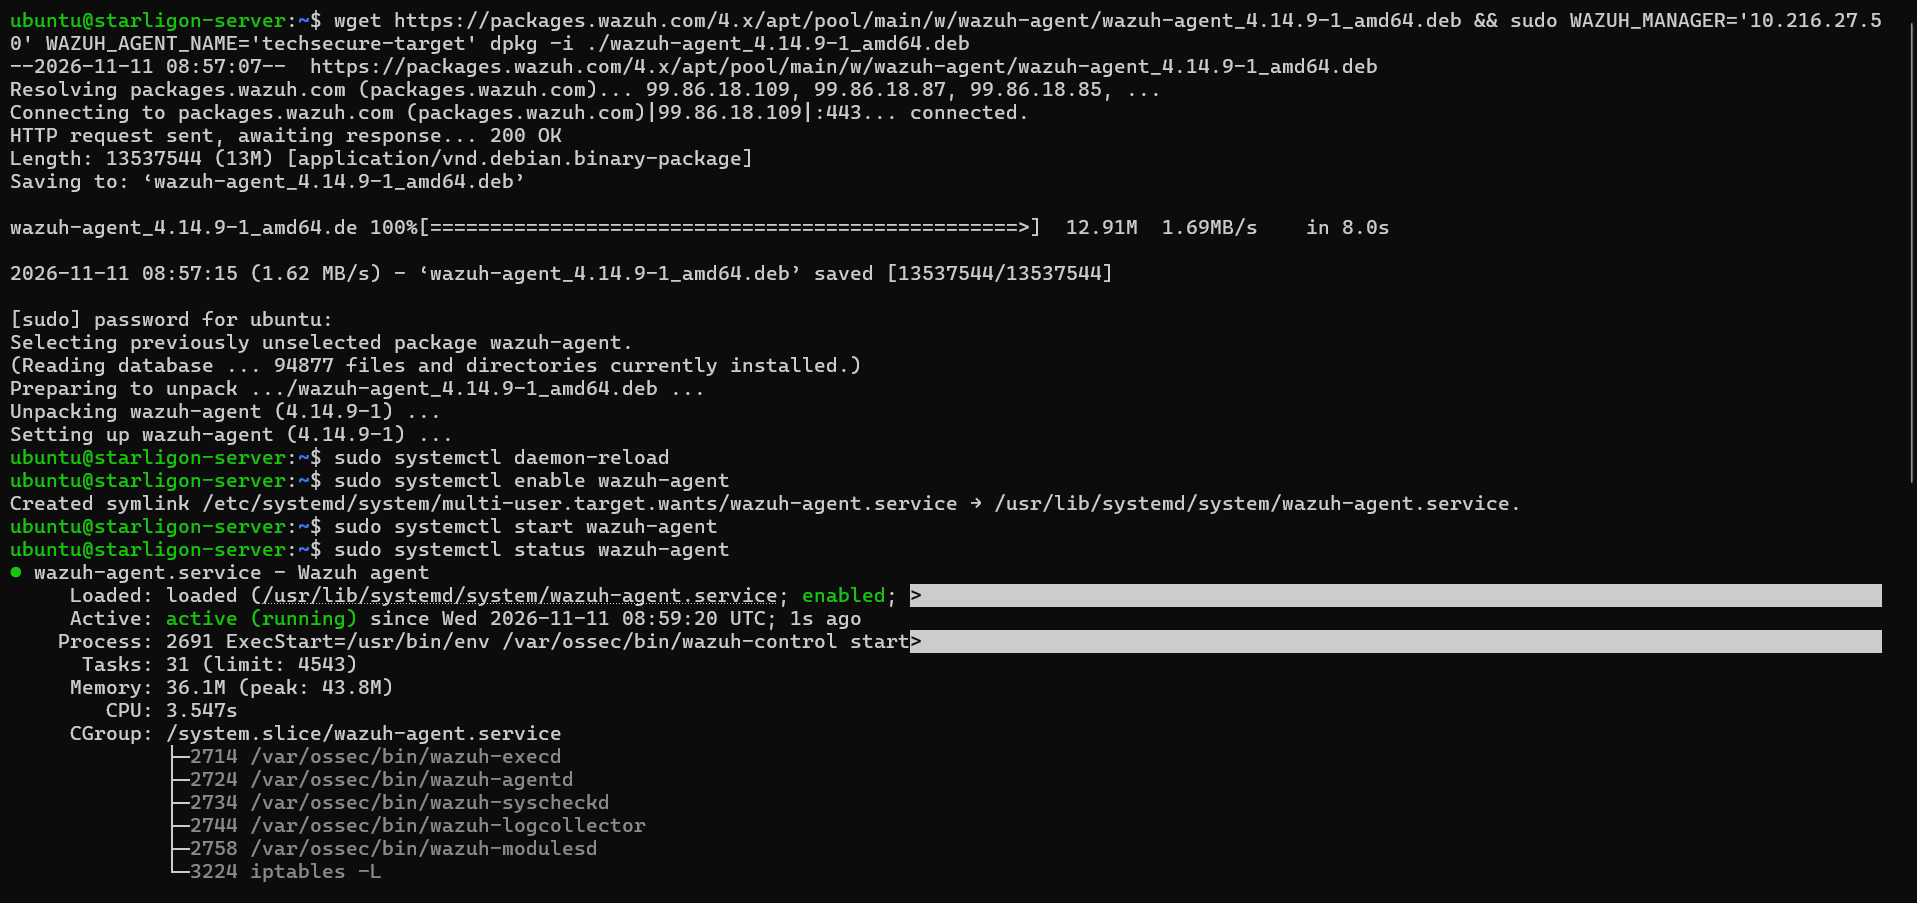 ubuntu@starligon-server:~$ wget https://packages.wazuh.com/4.x/apt/pool/main/w/wazuh-agent/wazuh-agent_4.14.9-1_amd64.deb && sudo WAZUH_MANAGER='10.216.27.5
0' WAZUH_AGENT_NAME='techsecure-target' dpkg -i ./wazuh-agent_4.14.9-1_amd64.deb
--2026-11-11 08:57:07--  https://packages.wazuh.com/4.x/apt/pool/main/w/wazuh-agent/wazuh-agent_4.14.9-1_amd64.deb
Resolving packages.wazuh.com (packages.wazuh.com)... 99.86.18.109, 99.86.18.87, 99.86.18.85, ...
Connecting to packages.wazuh.com (packages.wazuh.com)|99.86.18.109|:443... connected.
HTTP request sent, awaiting response... 200 OK
Length: 13537544 (13M) [application/vnd.debian.binary-package]
Saving to: ‘wazuh-agent_4.14.9-1_amd64.deb’

wazuh-agent_4.14.9-1_amd64.de 100%[=================================================>]  12.91M  1.69MB/s    in 8.0s

2026-11-11 08:57:15 (1.62 MB/s) - ‘wazuh-agent_4.14.9-1_amd64.deb’ saved [13537544/13537544]

[sudo] password for ubuntu:
Selecting previously unselected package wazuh-agent.
(Reading database ... 94877 files and directories currently installed.)
Preparing to unpack .../wazuh-agent_4.14.9-1_amd64.deb ...
Unpacking wazuh-agent (4.14.9-1) ...
Setting up wazuh-agent (4.14.9-1) ...
ubuntu@starligon-server:~$ sudo systemctl daemon-reload
ubuntu@starligon-server:~$ sudo systemctl enable wazuh-agent
Created symlink /etc/systemd/system/multi-user.target.wants/wazuh-agent.service → /usr/lib/systemd/system/wazuh-agent.service.
ubuntu@starligon-server:~$ sudo systemctl start wazuh-agent
ubuntu@starligon-server:~$ sudo systemctl status wazuh-agent
● wazuh-agent.service - Wazuh agent
     Loaded: loaded (/usr/lib/systemd/system/wazuh-agent.service; enabled; >
     Active: active (running) since Wed 2026-11-11 08:59:20 UTC; 1s ago
    Process: 2691 ExecStart=/usr/bin/env /var/ossec/bin/wazuh-control start>
      Tasks: 31 (limit: 4543)
     Memory: 36.1M (peak: 43.8M)
        CPU: 3.547s
     CGroup: /system.slice/wazuh-agent.service
             ├─2714 /var/ossec/bin/wazuh-execd
             ├─2724 /var/ossec/bin/wazuh-agentd
             ├─2734 /var/ossec/bin/wazuh-syscheckd
             ├─2744 /var/ossec/bin/wazuh-logcollector
             ├─2758 /var/ossec/bin/wazuh-modulesd
             └─3224 iptables -L